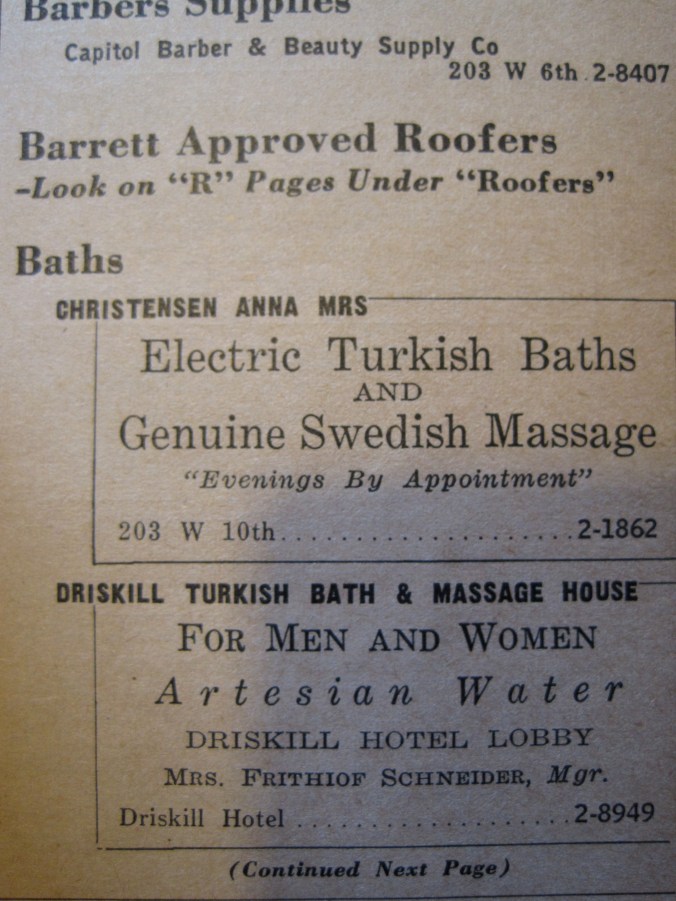 Barbers Supplies
Capitol Barber & Beauty Supply Co
203 W 6th . 2-8407
Barrett Approved Roofers
-Look on "R" Pages Under "Roofers"
Baths
CHRISTENSEN ANNA MRS
Electric Turkish Baths
AND
Genuine Swedish Massage
"Evenings By Appointment"
203 W 10th.....................2-1862
DRISKILL TURKISH BATH & MASSAGE HOUSE
FOR MEN AND WOMEN
Artesian Water
DRISKILL HOTEL LOBBY
MRS. FRITHIOF SCHNEIDER, Mgr.
Driskill Hotel ....................2-8949
(Continued Next Page)